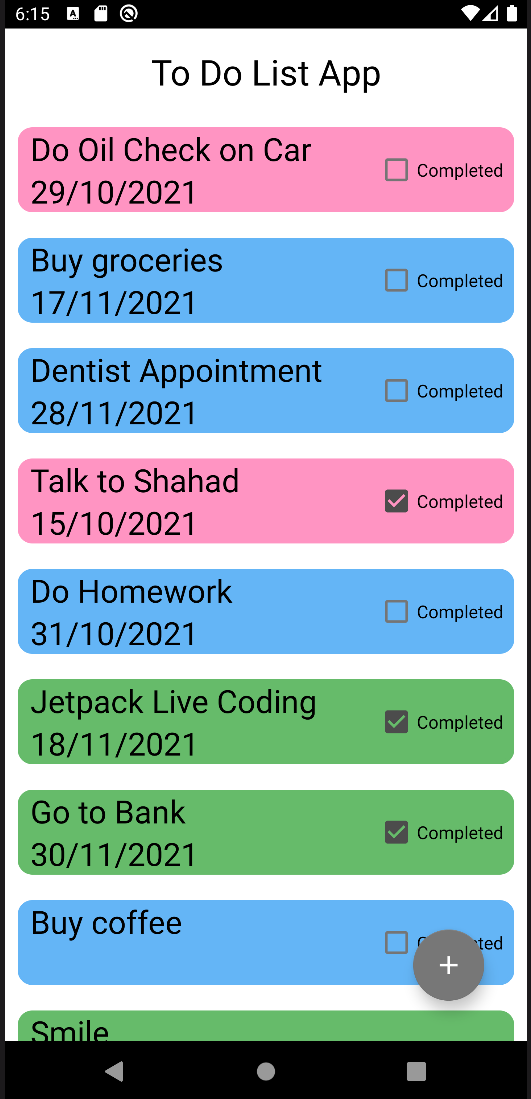 6:15
To Do List App
Do Oil Check on Car
29/10/2021
Completed
Buy groceries
17/11/2021
Completed
Dentist Appointment
28/11/2021
Completed
Talk to Shahad
15/10/2021
Completed
Do Homework
31/10/2021
Completed
Jetpack Live Coding
18/11/2021
Completed
Go to Bank
30/11/2021
Completed
Buy coffee
Smile